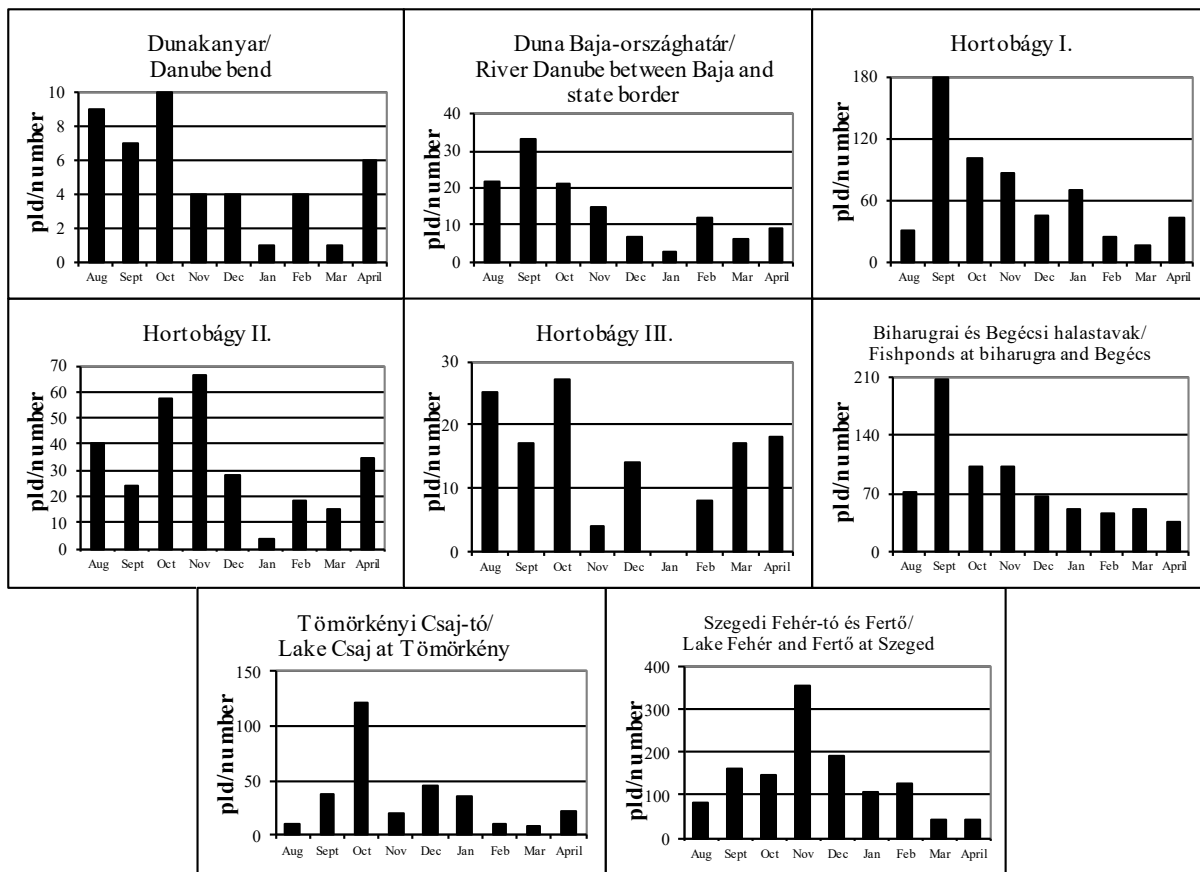 Dunakanyar/
Danube bend
pld/number
10
8
6
4
2
0
Aug Sept Oct Nov Dec Jan Feb Mar April
Duna Baja-országhatár/
River Danube between Baja and
state border
pld/number
40
30
20
10
0
Aug Sept Oct Nov Dec Jan Feb Mar April
Hortobágy I.
pld/number
180
120
60
0
Aug Sept Oct Nov Dec Jan Feb Mar April
Hortobágy II.
pld/number
70
60
50
40
30
20
10
0
Aug Sept Oct Nov Dec Jan Feb Mar April
Hortobágy III.
pld/number
30
20
10
0
Aug Sept Oct Nov Dec Jan Feb Mar April
Biharugrai és Begécsi halastavak/
Fishponds at biharugra and Begécs
pld/number
210
140
70
0
Aug Sept Oct Nov Dec Jan Feb Mar April
Tömörkényi Csaj-tó/
Lake Csaj at Tömörkény
pld/number
150
100
50
0
Aug Sept Oct Nov Dec Jan Feb Mar April
Szegedi Fehér-tó és Fertő/
Lake Fehér and Fertő at Szeged
pld/number
400
300
200
100
0
Aug Sept Oct Nov Dec Jan Feb Mar April